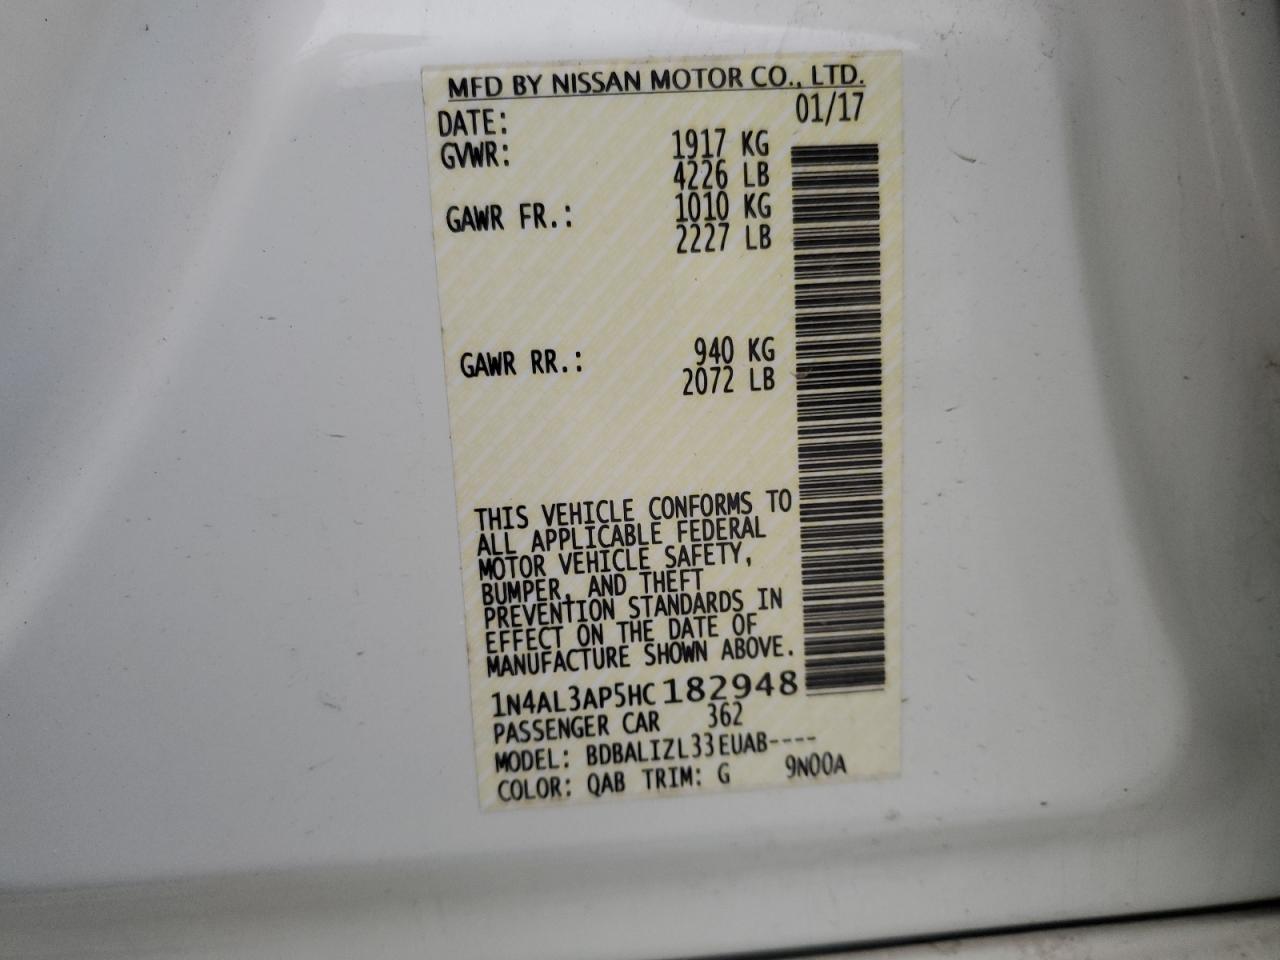 MFD BY NISSAN MOTOR CO., LTD.
DATE: 01/17
GVWR: 1917 KG
4226 LB
GAWR FR.: 1010 KG
2227 LB
GAWR RR.: 940 KG
2072 LB
THIS VEHICLE CONFORMS TO
ALL APPLICABLE FEDERAL
MOTOR VEHICLE SAFETY,
BUMPER, AND THEFT
PREVENTION STANDARDS IN
EFFECT ON THE DATE OF
MANUFACTURE SHOWN ABOVE.
1N4AL3AP5HC182948
PASSENGER CAR 362
MODEL: BDBALIZL33EUAB----
COLOR: QAB TRIM: G 9N00A